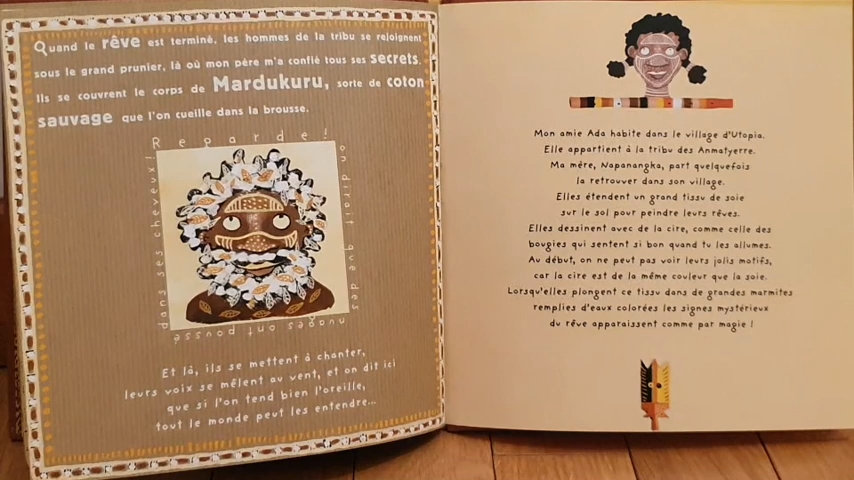 Quand le rêve est terminé, les hommes de la tribu se rejoignent
sous le grand prunier, là où mon père m'a confié tous ses secrets.
Ils se couvrent le corps de Mardukuru, sorte de coton
sauvage que l'on cueille dans la brousse.
Regarde !
on dirait que des
nuages ont poussé
dans ses cheveux !
Et là, ils se mettent à chanter,
leurs voix se mêlent au vent, et on dit ici
que si l'on tend bien l'oreille,
tout le monde peut les entendre...
Mon amie Ada habite dans le village d'Utopia.
Elle appartient à la tribu des Anmatyerre.
Ma mère, Napanangka, part quelquefois
la retrouver dans son village.
Elles étendent un grand tissu de soie
sur le sol pour peindre leurs rêves.
Elles dessinent avec de la cire, comme celle des
bougies qui sentent si bon quand tu les allumes.
Au début, on ne peut pas voir leurs jolis motifs,
car la cire est de la même couleur que la soie.
Lorsqu'elles plongent ce tissu dans de grandes marmites
remplies d'eaux colorées les signes mystérieux
du rêve apparaissent comme par magie !